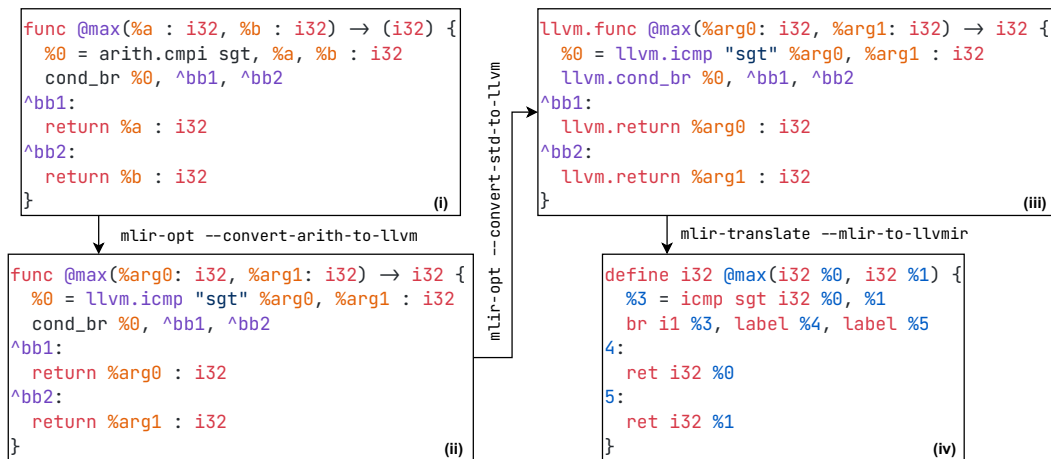 func @max(%a : i32, %b : i32) → (i32) {
  %0 = arith.cmpi sgt, %a, %b : i32
  cond_br %0, ^bb1, ^bb2
^bb1:
  return %a : i32
^bb2:
  return %b : i32
}
(i)
mlir-opt --convert-arith-to-llvm
func @max(%arg0: i32, %arg1: i32) → i32 {
  %0 = llvm.icmp "sgt" %arg0, %arg1 : i32
  cond_br %0, ^bb1, ^bb2
^bb1:
  return %arg0 : i32
^bb2:
  return %arg1 : i32
}
(ii)
mlir-opt --convert-std-to-llvm
llvm.func @max(%arg0: i32, %arg1: i32) → i32 {
  %0 = llvm.icmp "sgt" %arg0, %arg1 : i32
  llvm.cond_br %0, ^bb1, ^bb2
^bb1:
  llvm.return %arg0 : i32
^bb2:
  llvm.return %arg1 : i32
}
(iii)
mlir-translate --mlir-to-llvmir
define i32 @max(i32 %0, i32 %1) {
  %3 = icmp sgt i32 %0, %1
  br i1 %3, label %4, label %5
4:
  ret i32 %0
5:
  ret i32 %1
}
(iv)